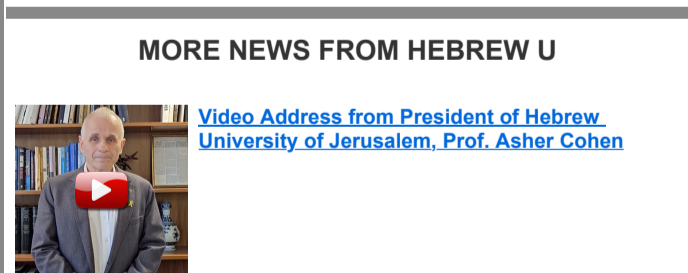 MORE NEWS FROM HEBREW U
Video Address from President of Hebrew
University of Jerusalem, Prof. Asher Cohen